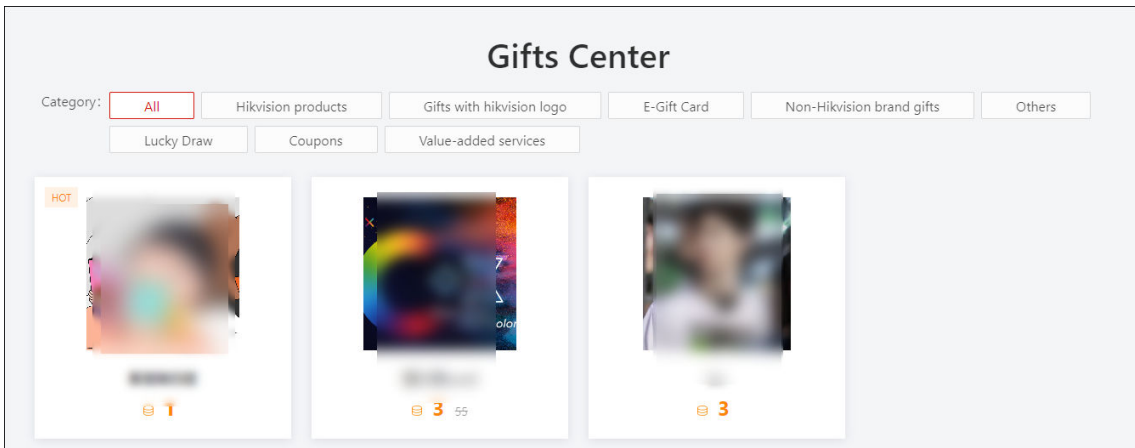 Gifts Center
Category: All Hikvision products Gifts with hikvision logo E-Gift Card Non-Hikvision brand gifts Others
Lucky Draw Coupons Value-added services
HOT
olor
1 3 55 3